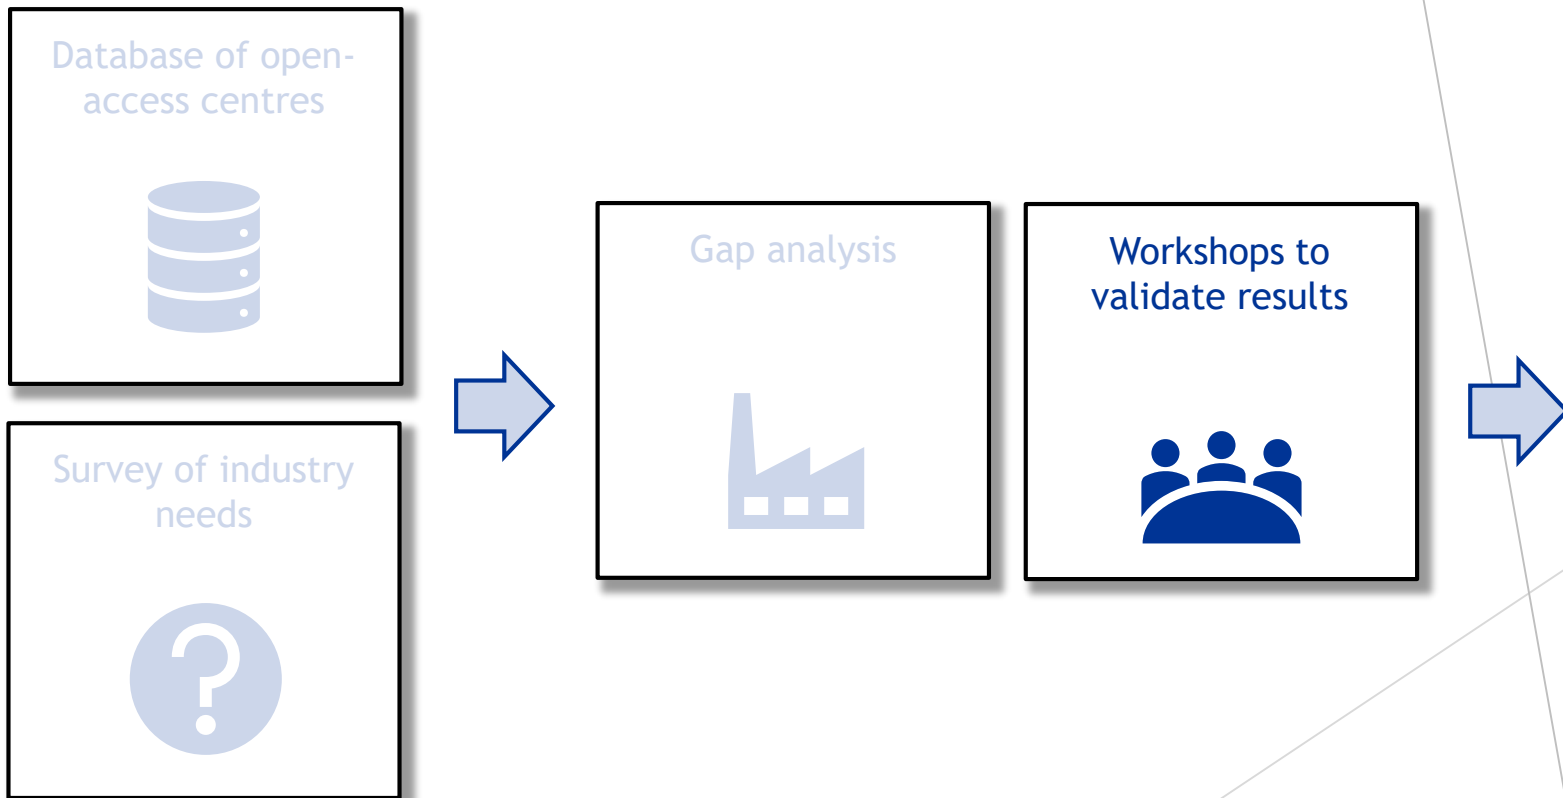 Database of open-
access centres
Survey of industry
needs
Gap analysis
Workshops to
validate results